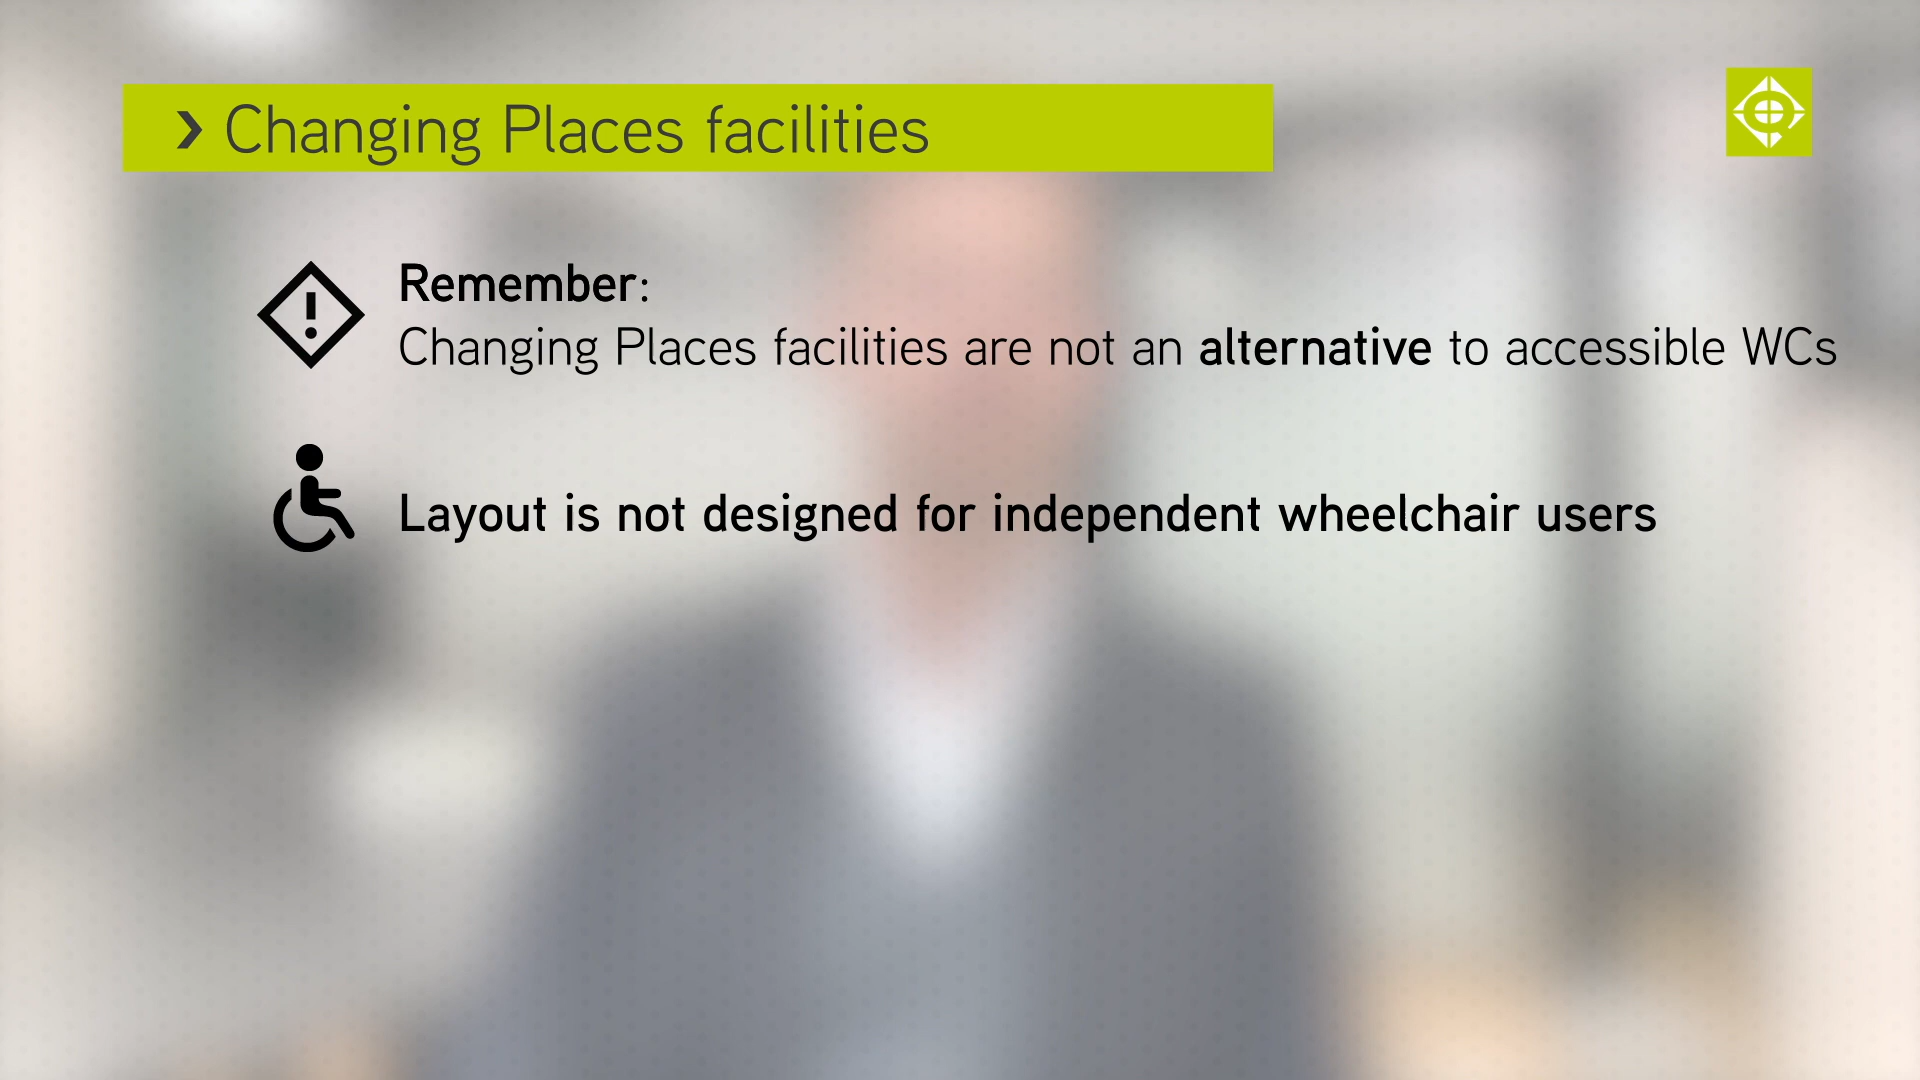 Changing Places facilities
Remember:
Changing Places facilities are not an alternative to accessible WCs
Layout is not designed for independent wheelchair users